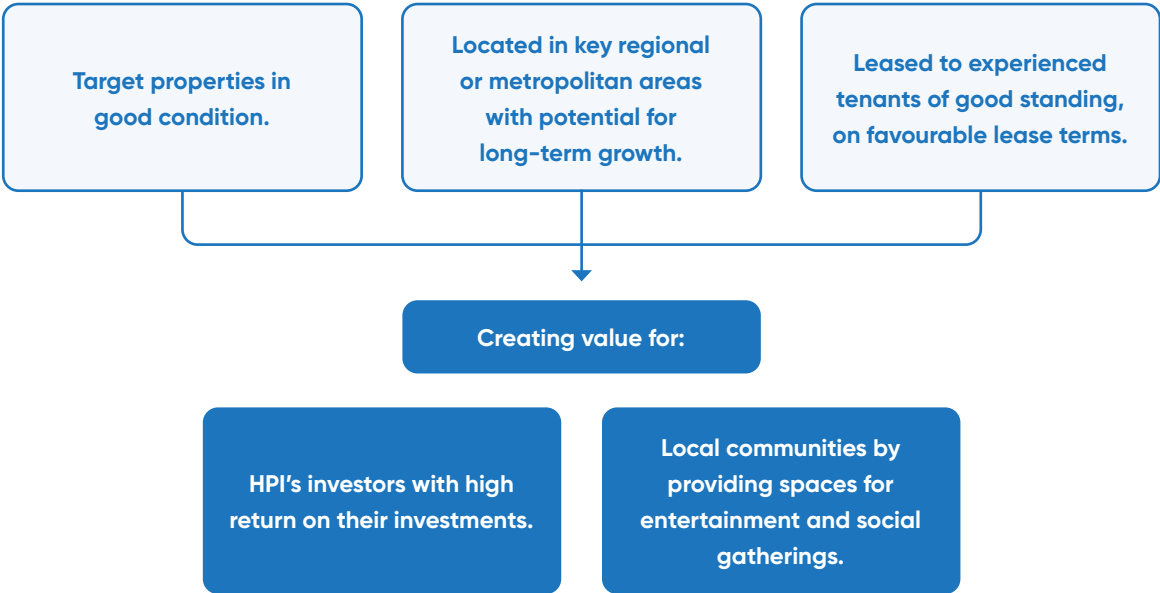 Target properties in
good condition.
Located in key regional
or metropolitan areas
with potential for
long-term growth.
Leased to experienced
tenants of good standing,
on favourable lease terms.
Creating value for:
HPI’s investors with high
return on their investments.
Local communities by
providing spaces for
entertainment and social
gatherings.